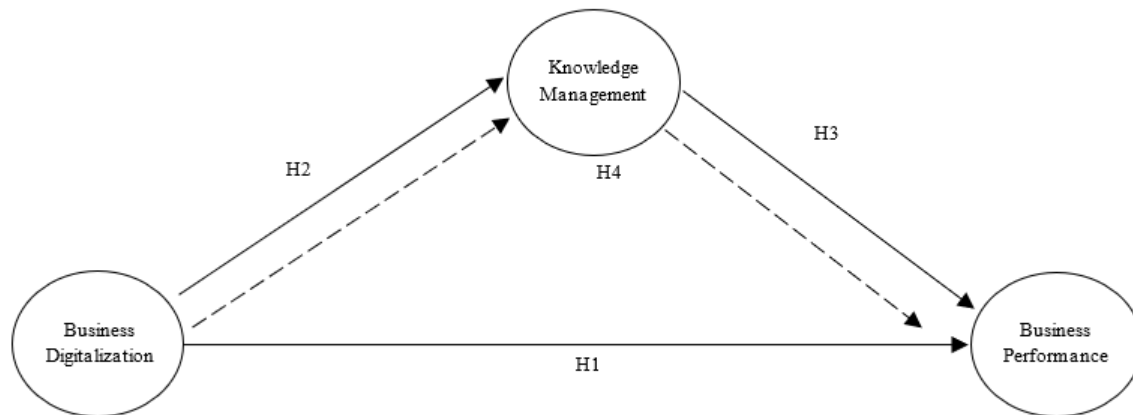 Knowledge
Management
H3
H2
H4
Business
Digitalization
Business
Performance
H1